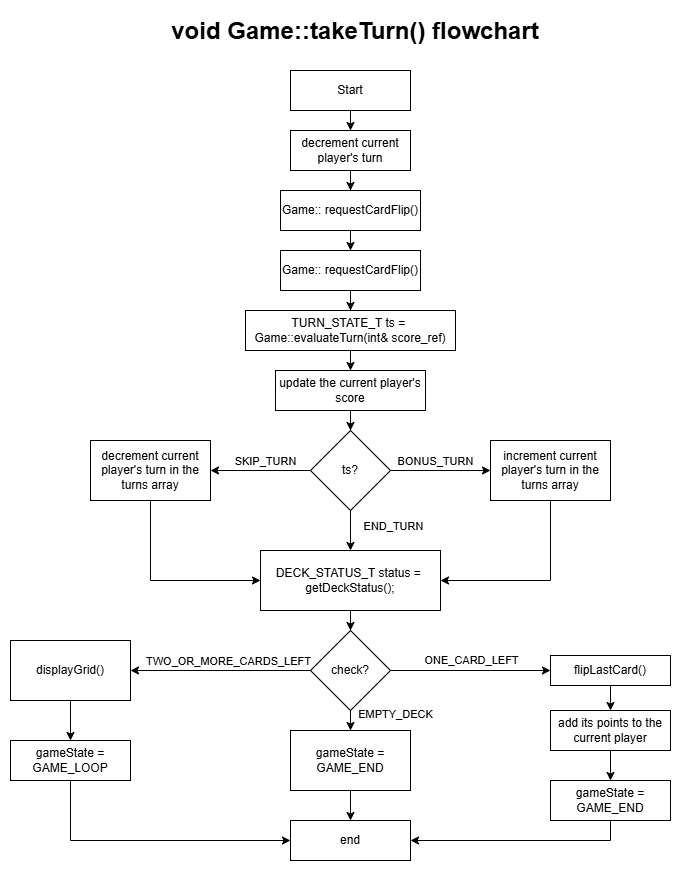 void Game::takeTurn() flowchart
Start
decrement current
player's turn
Game:: requestCardFlip()
Game:: requestCardFlip()
TURN_STATE_T ts =
Game::evaluateTurn(int& score_ref)
update the current player's
score
decrement current
player's turn in the
turns array
SKIP_TURN
ts?
BONUS_TURN
increment current
player's turn in the
turns array
END_TURN
DECK_STATUS_T status =
getDeckStatus();
displayGrid()
TWO_OR_MORE_CARDS_LEFT
check?
ONE_CARD_LEFT
flipLastCard()
EMPTY_DECK
add its points to the
current player
gameState =
GAME_LOOP
gameState =
GAME_END
gameState =
GAME_END
end